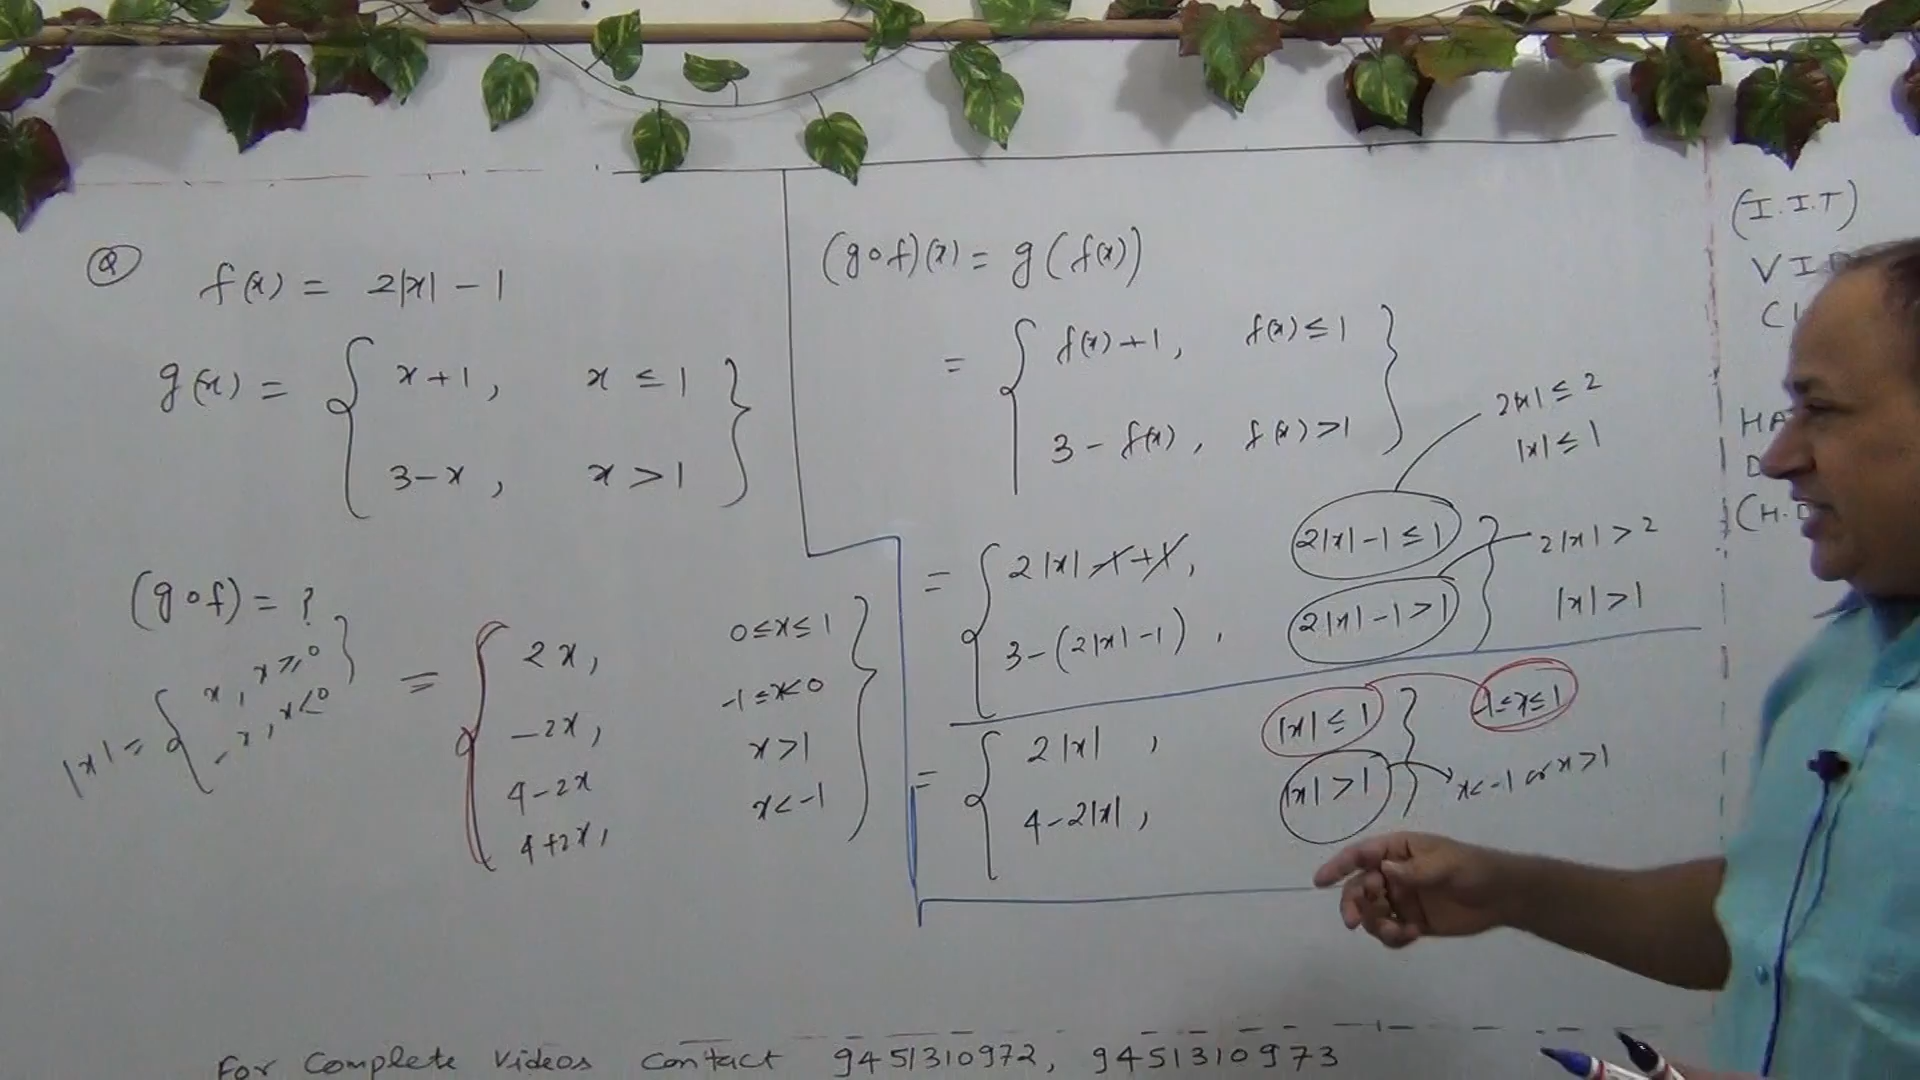 Q f(x) = 2|x| - 1
g(x) = { x+1, x ≤ 1
3-x, x > 1 }
(gof) = ?
|x| = { x, x ≥ 0
-x, x < 0 }
= { 2x, 0 ≤ x ≤ 1
-2x, -1 ≤ x < 0
4-2x x > 1
4+2x, x < -1 }
(gof)(x) = g(f(x))
= { f(x)+1, f(x) ≤ 1
3 - f(x), f(x) > 1 }
= { 2|x| -1+1, 2|x|-1 ≤ 1
3-(2|x|-1), 2|x|-1 > 1 }
2|x| ≤ 2
|x| ≤ 1
2|x| > 2
|x| > 1
= { 2|x|, |x| ≤ 1 -1 ≤ x ≤ 1
4-2|x|, |x| > 1 } x < -1 or x > 1
(I.I.T)
VI
HA
(H.
For Complete Videos Contact 9451310972, 9451310973